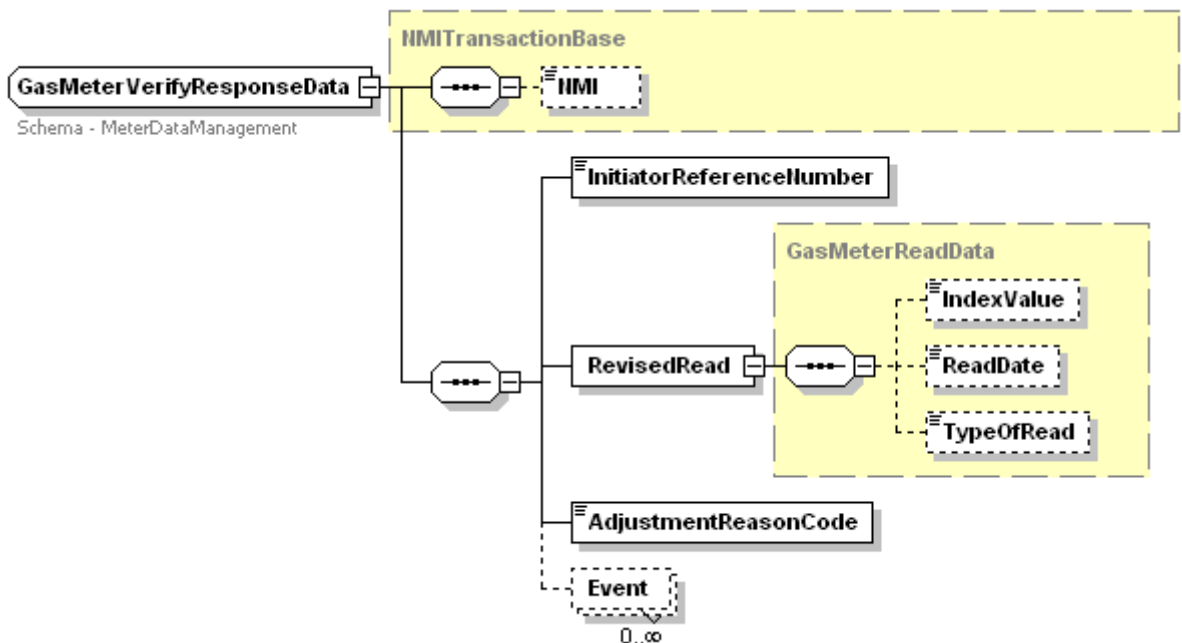 NMITransactionBase
GasMeterVerifyResponseData
NMI
Schema - MeterDataManagement
InitiatorReferenceNumber
GasMeterReadData
IndexValue
RevisedRead
ReadDate
TypeOfRead
AdjustmentReasonCode
Event
0..∞